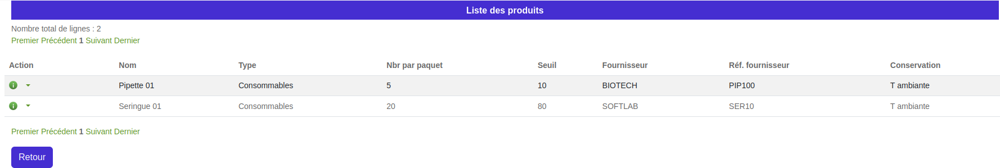 Liste des produits
Nombre total de lignes : 2
Premier Précédent 1 Suivant Dernier
Action Nom Type Nbr par paquet Seuil Fournisseur Réf. fournisseur Conservation
Pipette 01 Consommables 5 10 BIOTECH PIP100 T ambiante
Seringue 01 Consommables 20 80 SOFTLAB SER10 T ambiante
Premier Précédent 1 Suivant Dernier
Retour